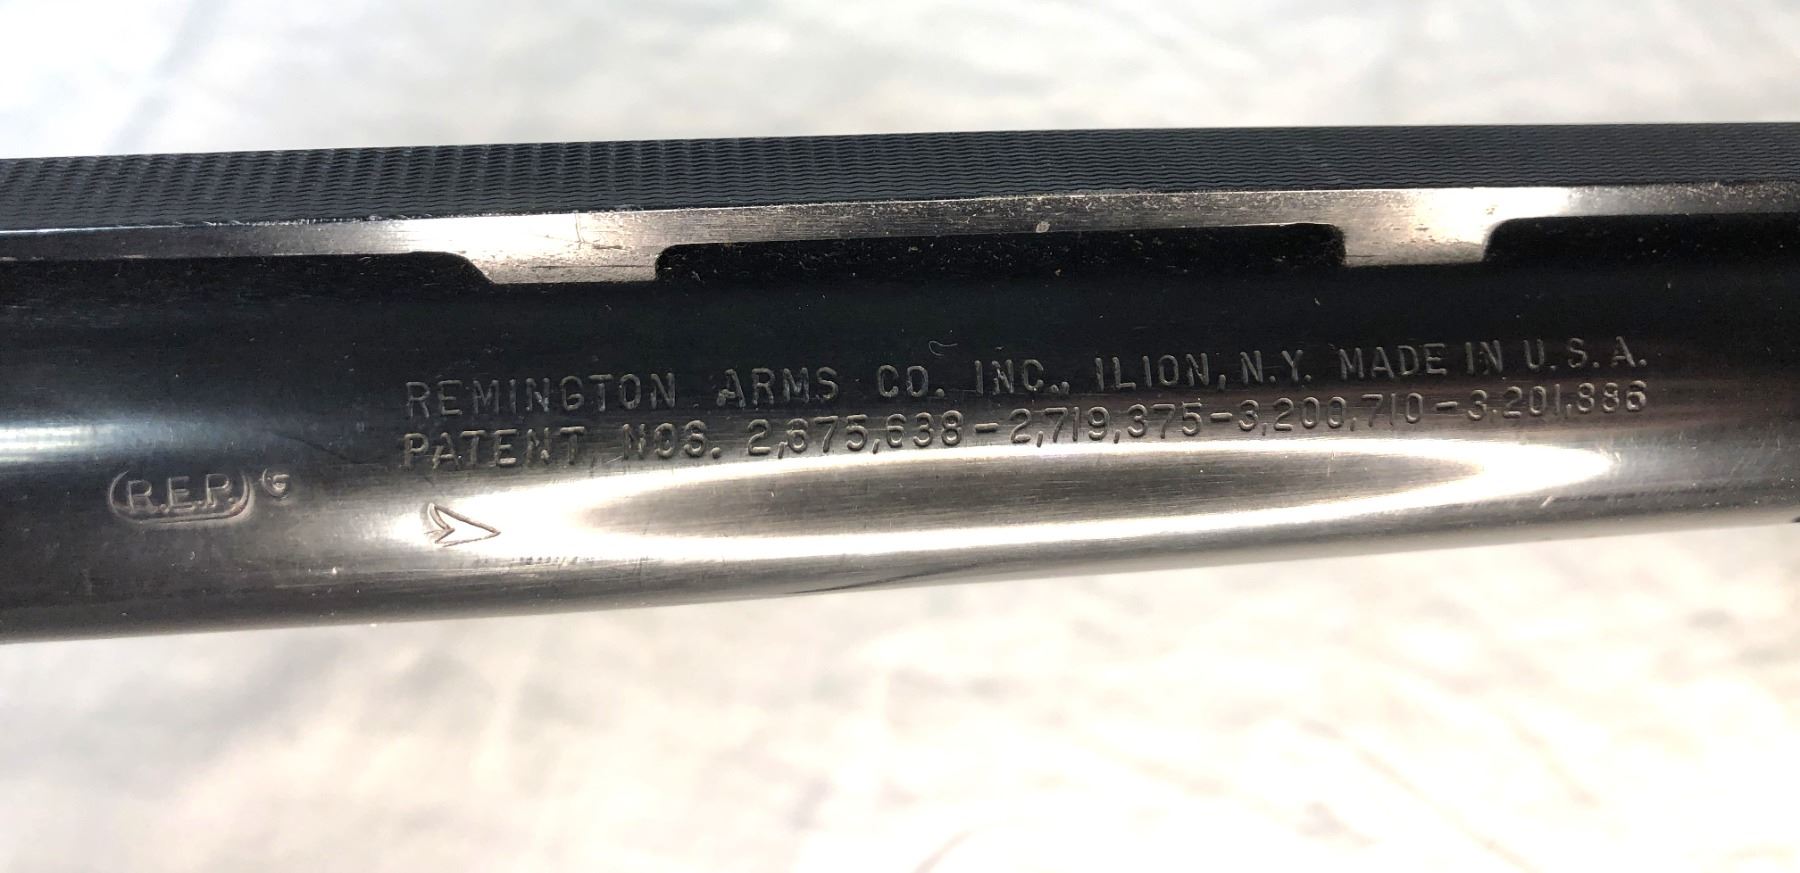 REMINGTON ARMS CO. INC., ILION, N.Y. MADE IN U.S.A.
PATENT NOS. 2,675,638-2,719,375-3,200,710-3,201,886
R.E.P. G